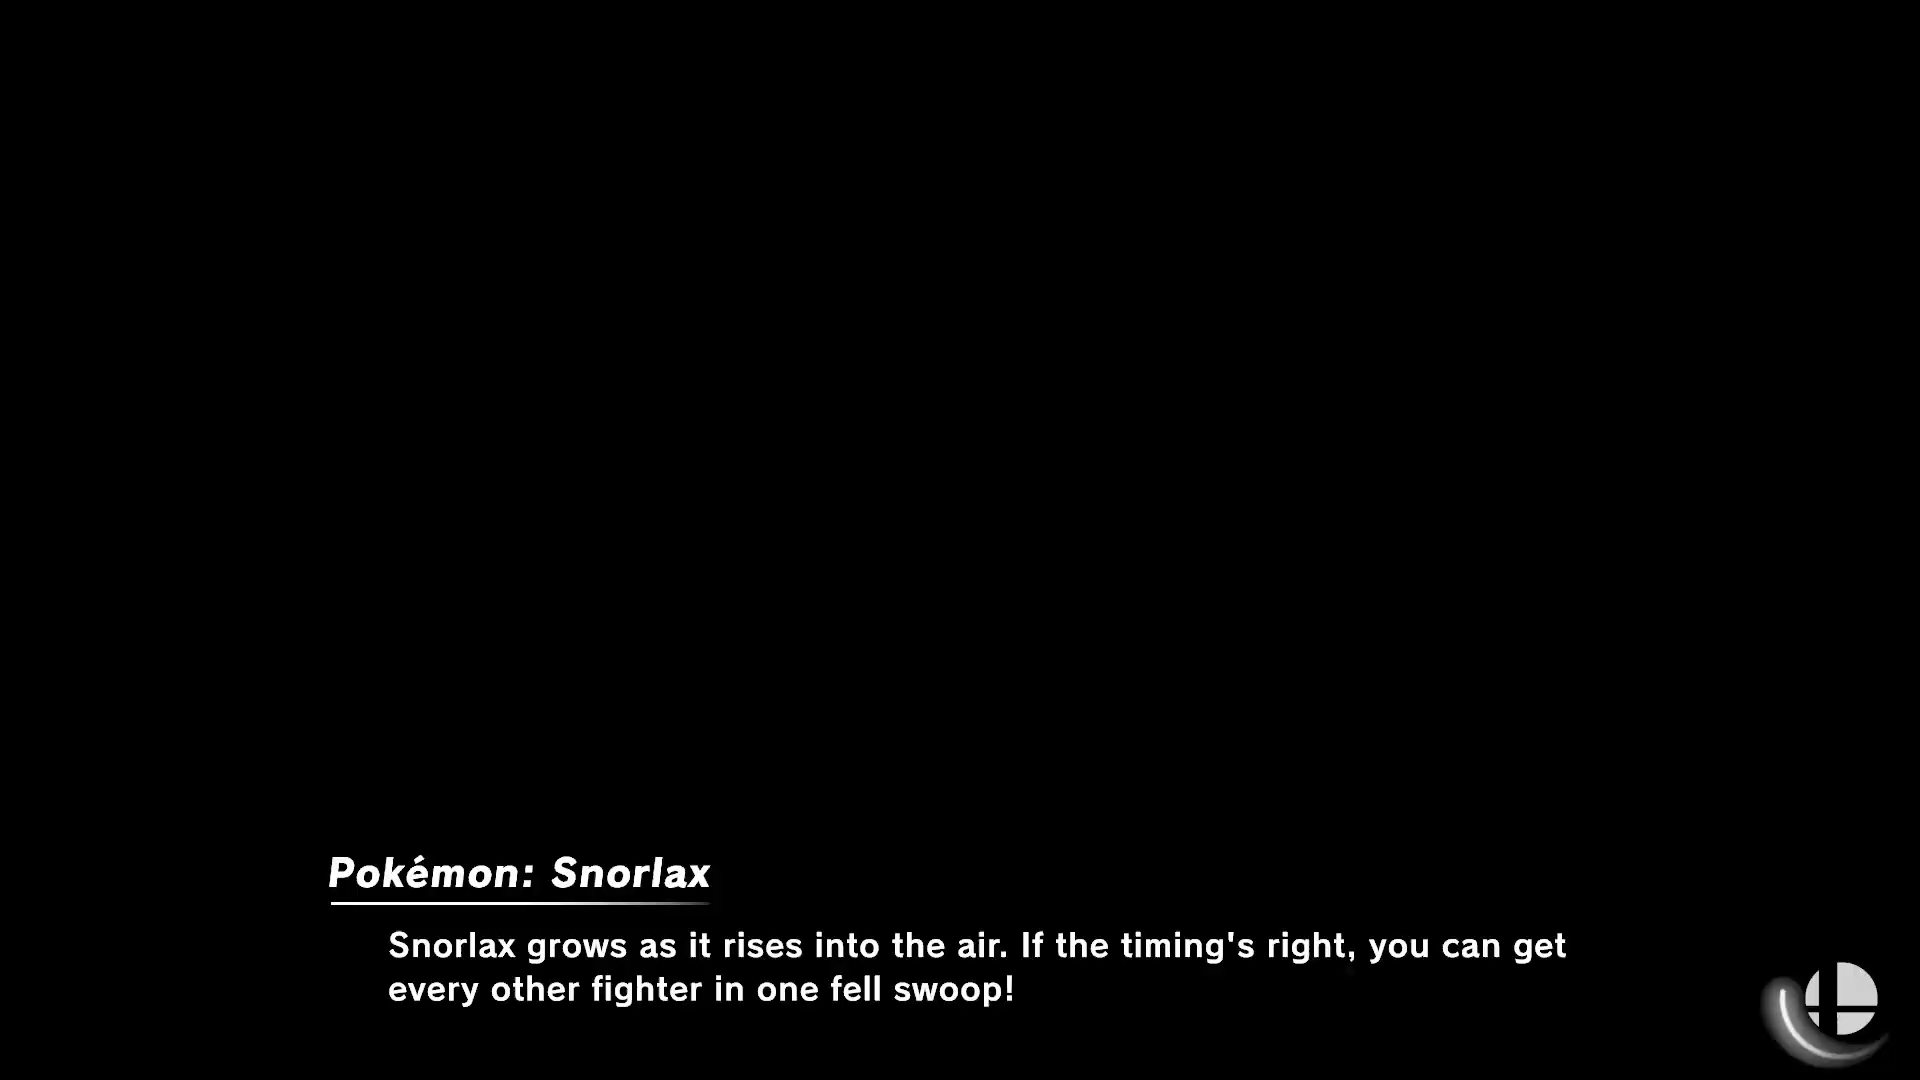 Pokémon: Snorlax
Snorlax grows as it rises into the air. If the timing's right, you can get
every other fighter in one fell swoop!